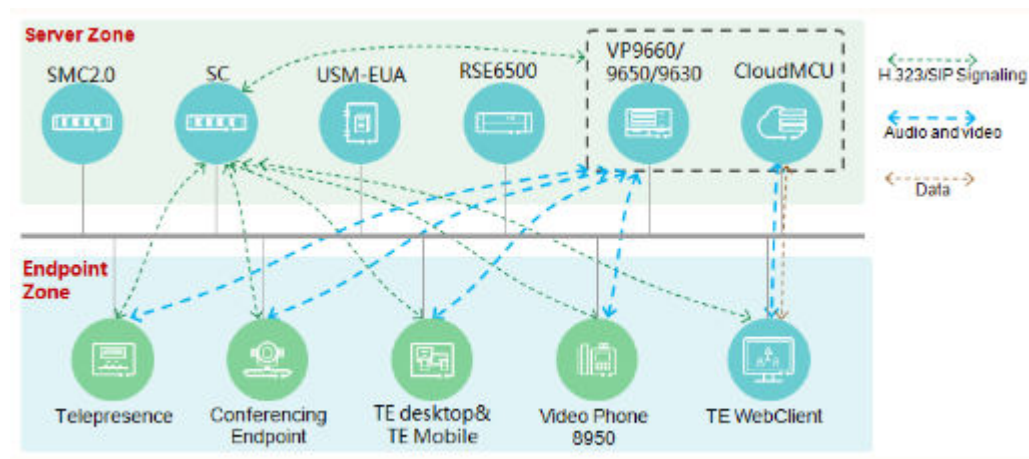 Server Zone
SMC2.0
SC
USM-EUA
RSE6500
VP9660/
9650/9630
CloudMCU
H.323/SIP Signaling
Audio and video
Data
Endpoint
Zone
Telepresence
Conferencing
Endpoint
TE desktop&
TE Mobile
Video Phone
8950
TE WebClient